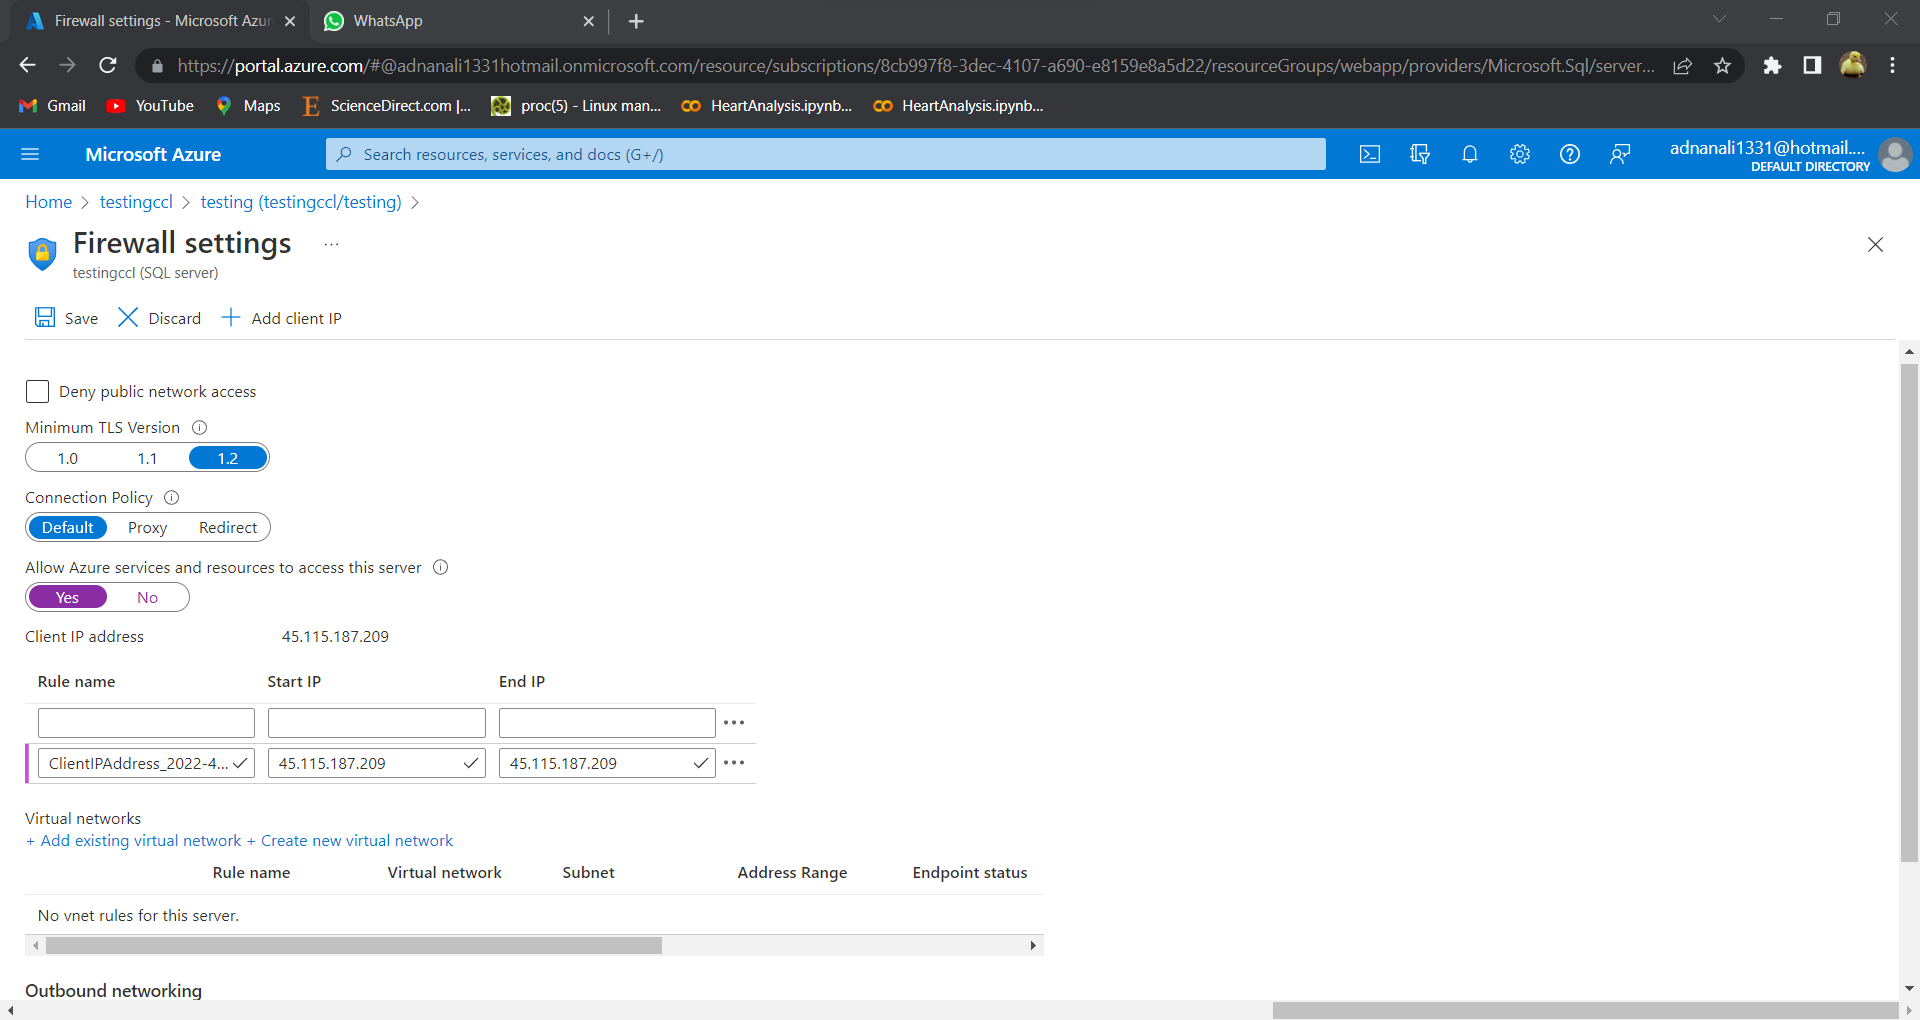 Firewall settings - Microsoft Azur
WhatsApp
https://portal.azure.com/#@adnanali1331hotmail.onmicrosoft.com/resource/subscriptions/8cb997f8-3dec-4107-a690-e8159e8a5d22/resourceGroups/webapp/providers/Microsoft.Sql/server...
Gmail YouTube Maps ScienceDirect.com |... proc(5) - Linux man... HeartAnalysis.ipynb... HeartAnalysis.ipynb...
Microsoft Azure
Search resources, services, and docs (G+/)
adnanali1331@hotmail....
DEFAULT DIRECTORY
Home > testingccl > testing (testingccl/testing) >
Firewall settings ...
testingccl (SQL server)
Save Discard Add client IP
Deny public network access
Minimum TLS Version
1.0 1.1 1.2
Connection Policy
Default Proxy Redirect
Allow Azure services and resources to access this server
Yes No
Client IP address 45.115.187.209
Rule name Start IP End IP
ClientIPAddress_2022-4... 45.115.187.209 45.115.187.209
Virtual networks
+ Add existing virtual network + Create new virtual network
Rule name Virtual network Subnet Address Range Endpoint status
No vnet rules for this server.
Outbound networking